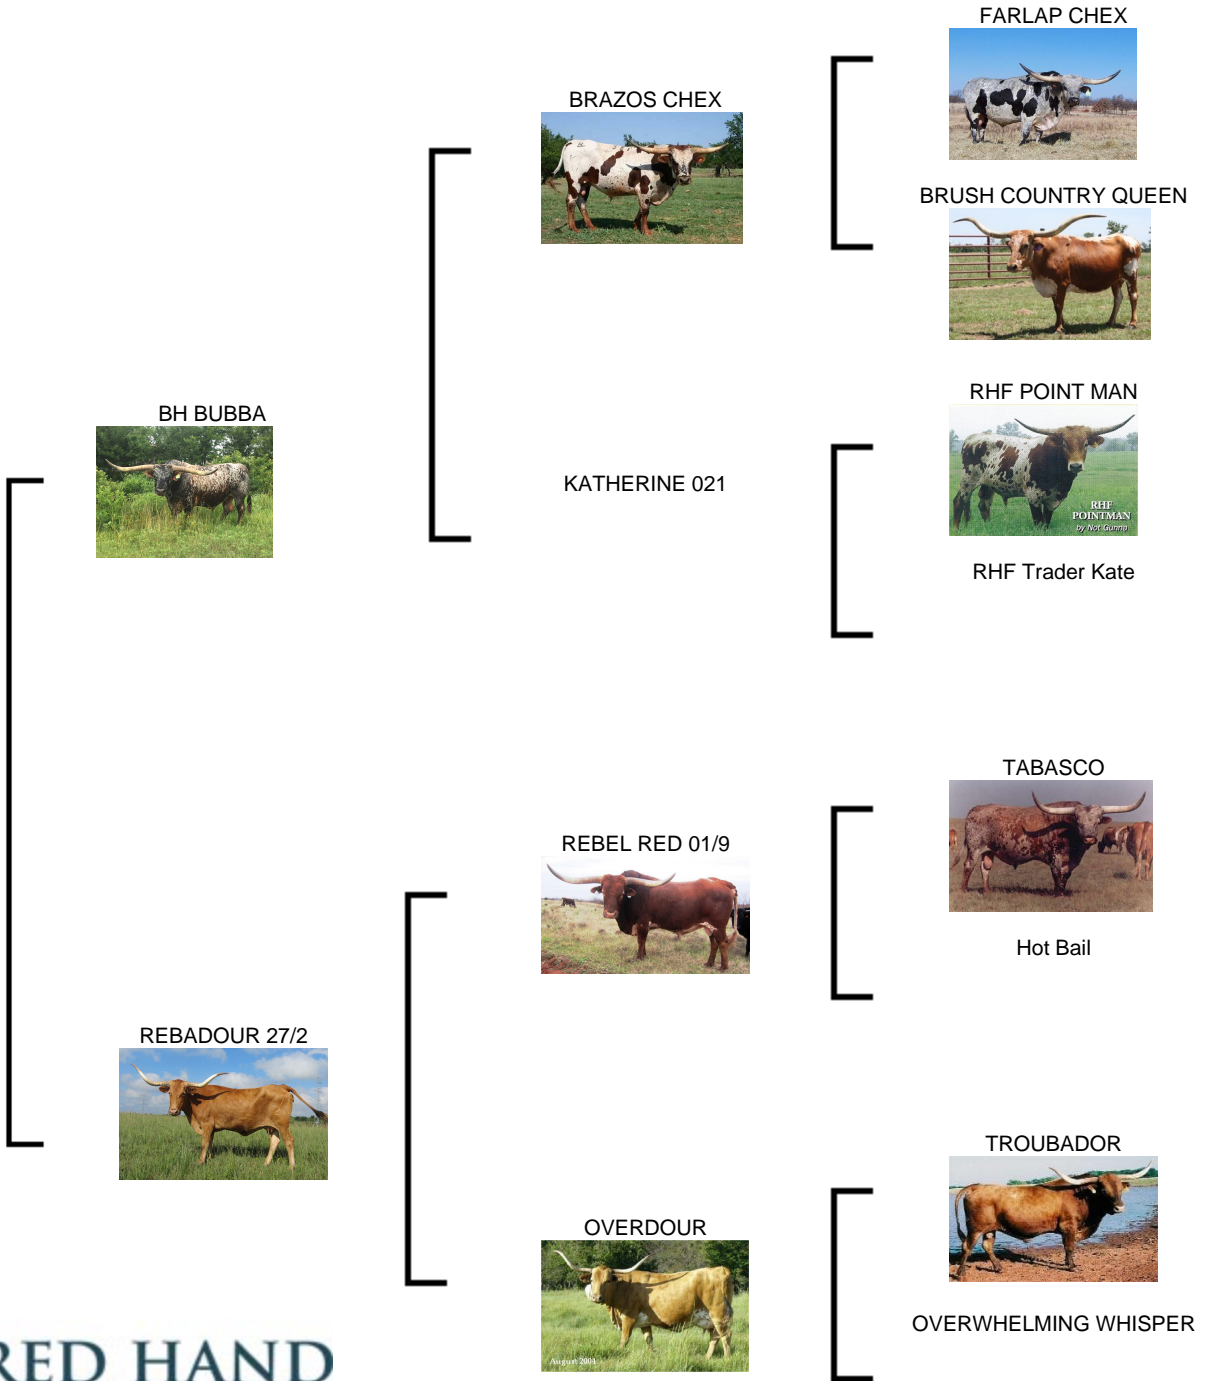 FARLAP CHEX
BRAZOS CHEX
BRUSH COUNTRY QUEEN
BH BUBBA
RHF POINT MAN
KATHERINE 021
RHF
POINTMAN
by Not Gunna
RHF Trader Kate
TABASCO
REBEL RED 01/9
Hot Bail
REBADOUR 27/2
TROUBADOR
OVERDOUR
OVERWHELMING WHISPER
August 2004
RED HAND